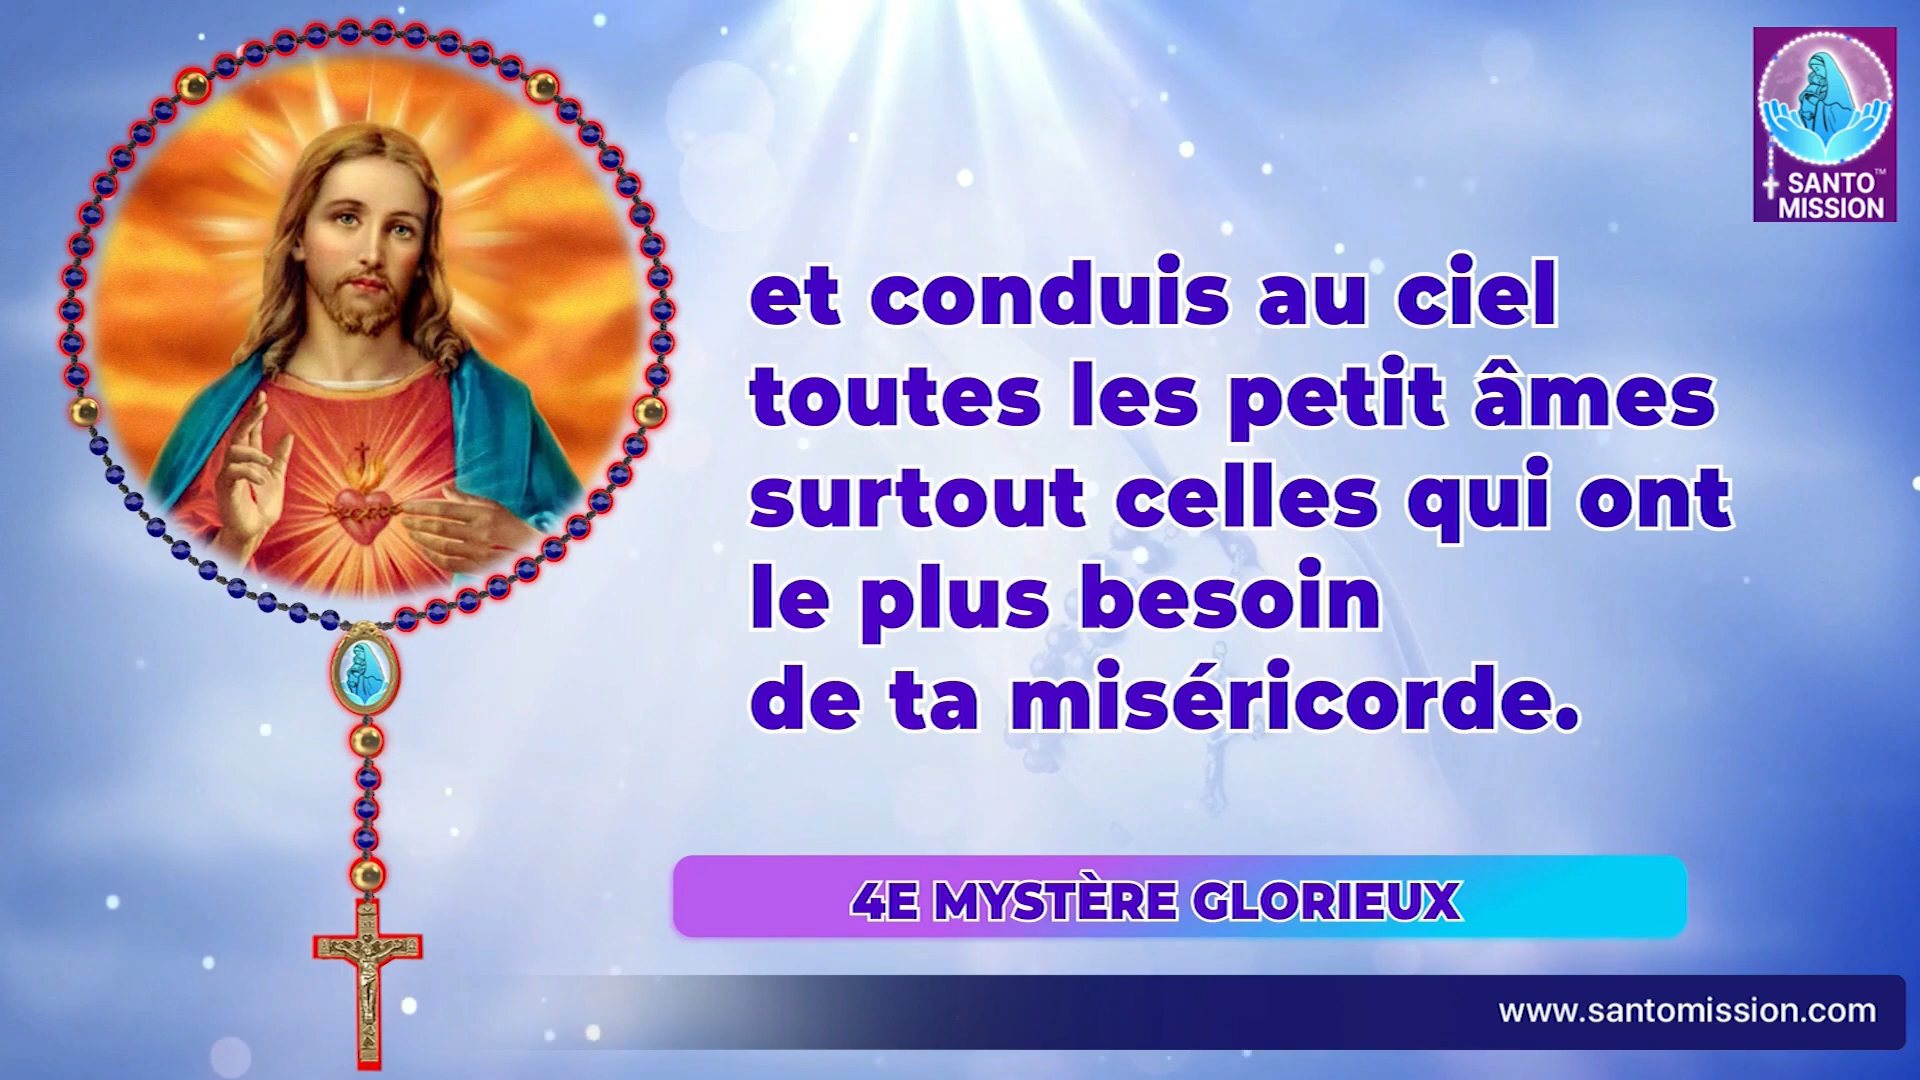 SANTO™
MISSION
et conduis au ciel
toutes les petit âmes
surtout celles qui ont
le plus besoin
de ta miséricorde.
4E MYSTÈRE GLORIEUX
www.santomission.com